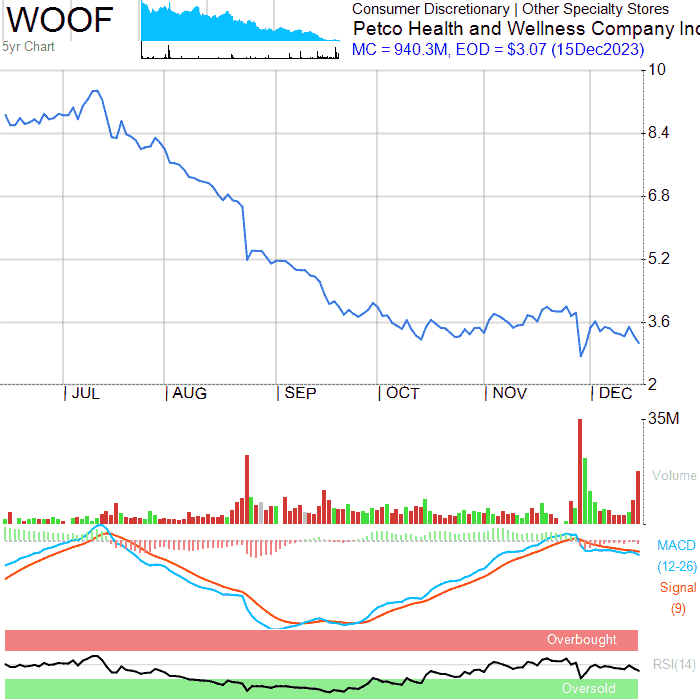 WOOF
5yr Chart
Consumer Discretionary | Other Specialty Stores
Petco Health and Wellness Company Inc
MC = 940.3M, EOD = $3.07 (15Dec2023)
10
8.4
6.8
5.2
3.6
2
JUL
AUG
SEP
OCT
NOV
DEC
35M
Volume
MACD
(12-26)
Signal
(9)
Overbought
RSI(14)
Oversold